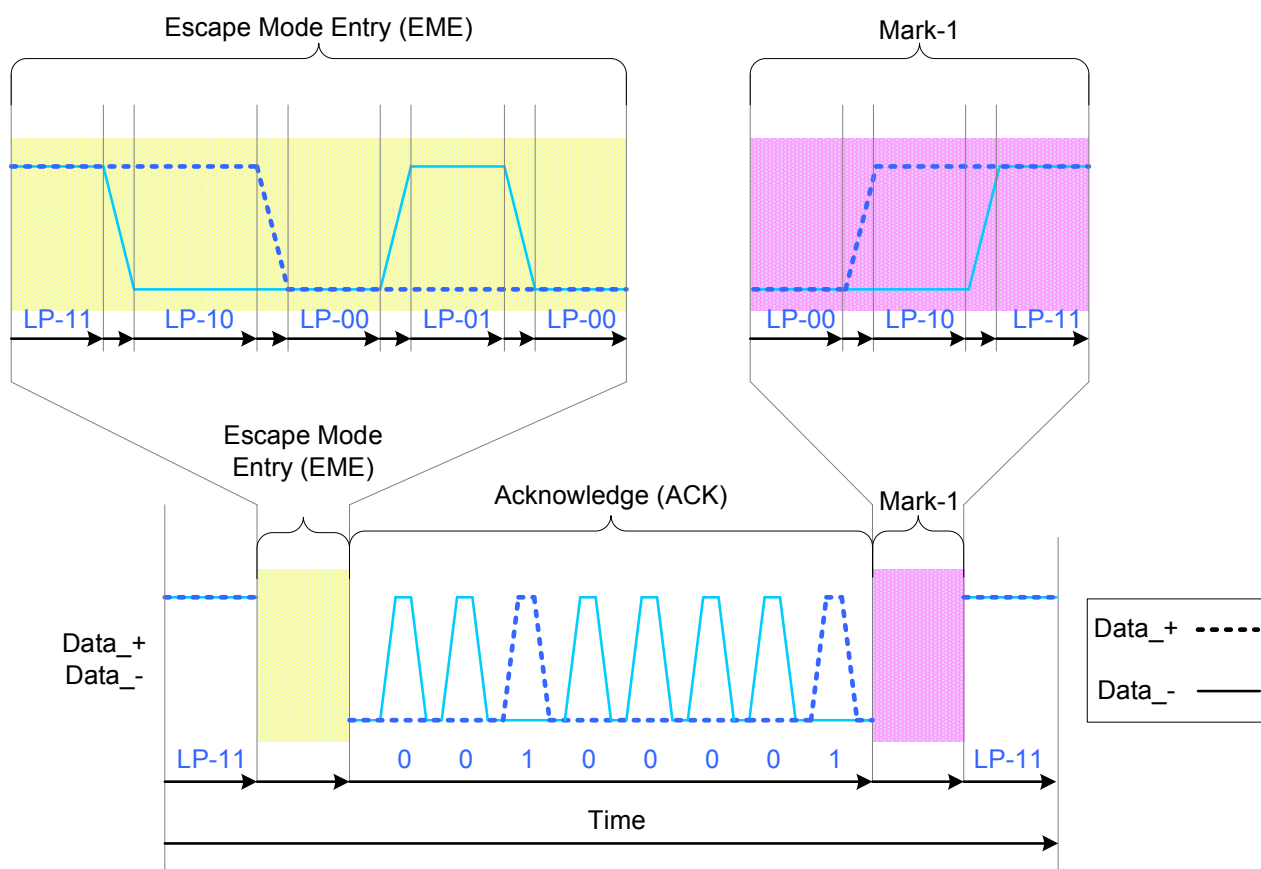 Escape Mode Entry (EME)
Mark-1
LP-11 LP-10 LP-00 LP-01 LP-00
LP-00 LP-10 LP-11
Escape Mode
Entry (EME)
Acknowledge (ACK)
Mark-1
Data_+
Data_-
Data_+
Data_-
LP-11 0 0 1 0 0 0 0 1 LP-11
Time